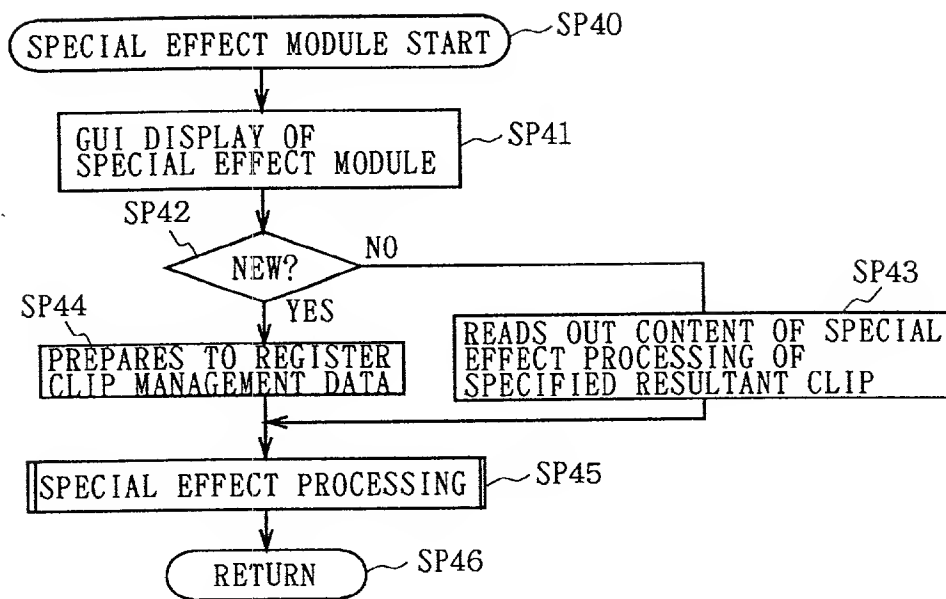 SPECIAL EFFECT MODULE START
SP40
GUI DISPLAY OF
SPECIAL EFFECT MODULE
SP41
SP42
NEW?
NO
YES
SP43
READS OUT CONTENT OF SPECIAL
EFFECT PROCESSING OF
SPECIFIED RESULTANT CLIP
SP44
PREPARES TO REGISTER
CLIP MANAGEMENT DATA
SPECIAL EFFECT PROCESSING
SP45
RETURN
SP46